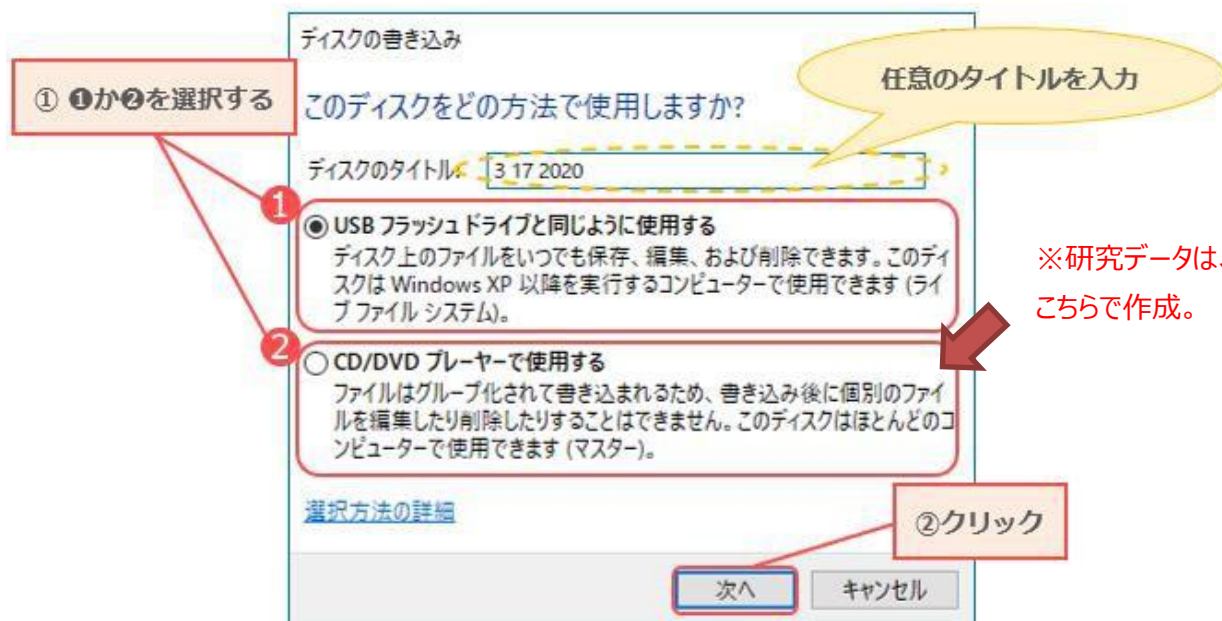 ディスクの書き込み
任意のタイトルを入力
① ❶か❷を選択する
このディスクをどの方法で使用しますか?
ディスクのタイトル: 3 17 2020
❶
USB フラッシュドライブと同じように使用する
ディスク上のファイルをいつでも保存、編集、および削除できます。このディ
スクは Windows XP 以降を実行するコンピューターで使用できます (ライ
ブ ファイル システム)。
※研究データは、
こちらで作成。
❷
CD/DVD プレーヤーで使用する
ファイルはグループ化されて書き込まれるため、書き込み後に個別のファイ
ルを編集したり削除したりすることはできません。このディスクはほとんどのコ
ンピューターで使用できます (マスター)。
選択方法の詳細
②クリック
次へ
キャンセル